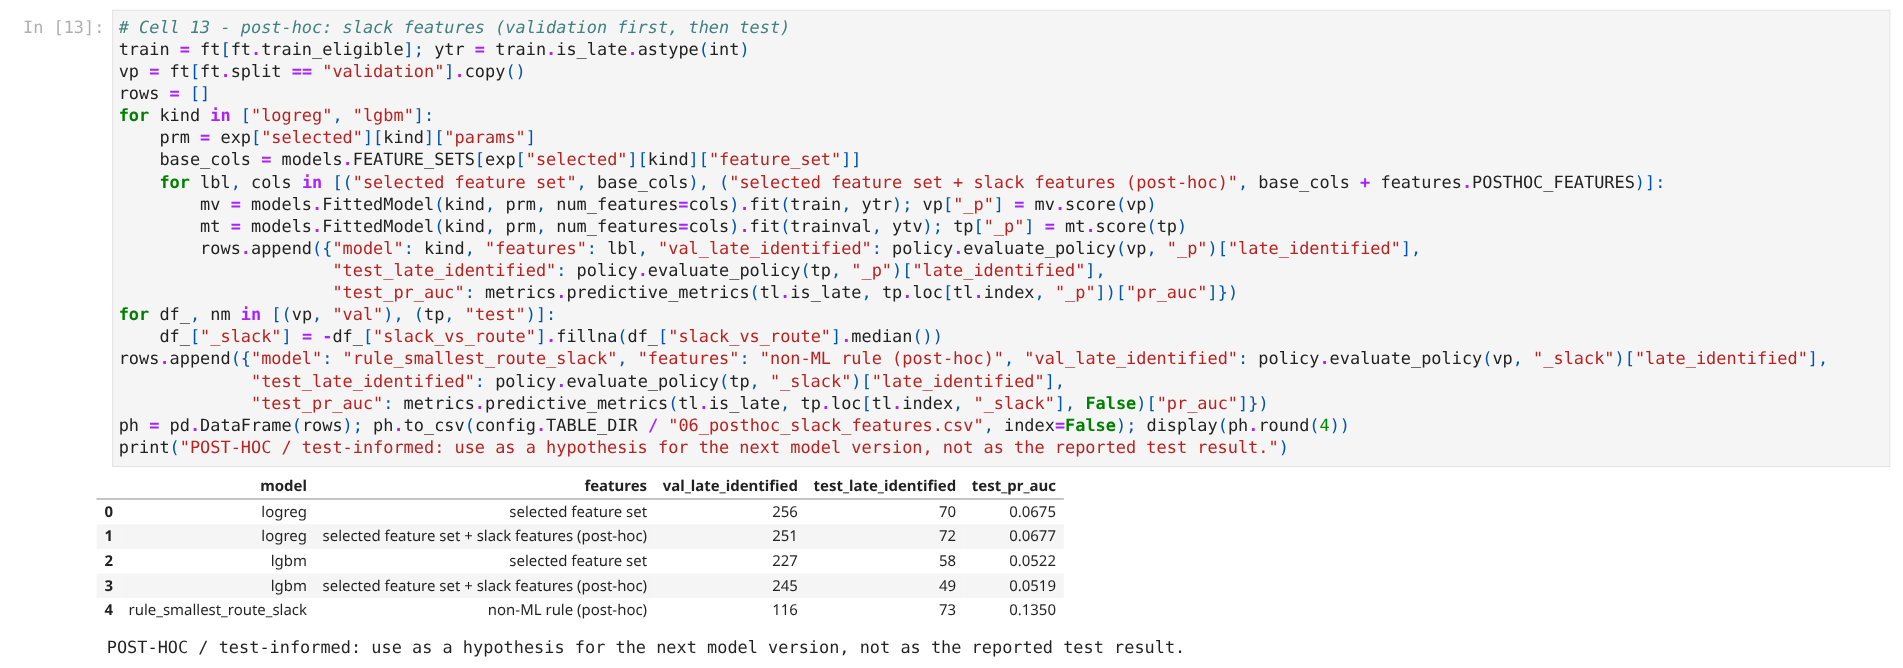 In [13]:
# Cell 13 - post-hoc: slack features (validation first, then test)
train = ft[ft.train_eligible]; ytr = train.is_late.astype(int)
vp = ft[ft.split == "validation"].copy()
rows = []
for kind in ["logreg", "lgbm"]:
    prm = exp["selected"][kind]["params"]
    base_cols = models.FEATURE_SETS[exp["selected"][kind]["feature_set"]]
    for lbl, cols in [("selected feature set", base_cols), ("selected feature set + slack features (post-hoc)", base_cols + features.POSTHOC_FEATURES)]:
        mv = models.FittedModel(kind, prm, num_features=cols).fit(train, ytr); vp["_p"] = mv.score(vp)
        mt = models.FittedModel(kind, prm, num_features=cols).fit(trainval, ytv); tp["_p"] = mt.score(tp)
        rows.append({"model": kind, "features": lbl, "val_late_identified": policy.evaluate_policy(vp, "_p")["late_identified"],
                     "test_late_identified": policy.evaluate_policy(tp, "_p")["late_identified"],
                     "test_pr_auc": metrics.predictive_metrics(tl.is_late, tp.loc[tl.index, "_p"])["pr_auc"]})
for df_, nm in [(vp, "val"), (tp, "test")]:
    df_["_slack"] = -df_["slack_vs_route"].fillna(df_["slack_vs_route"].median())
rows.append({"model": "rule_smallest_route_slack", "features": "non-ML rule (post-hoc)", "val_late_identified": policy.evaluate_policy(vp, "_slack")["late_identified"],
             "test_late_identified": policy.evaluate_policy(tp, "_slack")["late_identified"],
             "test_pr_auc": metrics.predictive_metrics(tl.is_late, tp.loc[tl.index, "_slack"], False)["pr_auc"]})
ph = pd.DataFrame(rows); ph.to_csv(config.TABLE_DIR / "06_posthoc_slack_features.csv", index=False); display(ph.round(4))
print("POST-HOC / test-informed: use as a hypothesis for the next model version, not as the reported test result.")
model features val_late_identified test_late_identified test_pr_auc
0 logreg selected feature set 256 70 0.0675
1 logreg selected feature set + slack features (post-hoc) 251 72 0.0677
2 lgbm selected feature set 227 58 0.0522
3 lgbm selected feature set + slack features (post-hoc) 245 49 0.0519
4 rule_smallest_route_slack non-ML rule (post-hoc) 116 73 0.1350
POST-HOC / test-informed: use as a hypothesis for the next model version, not as the reported test result.